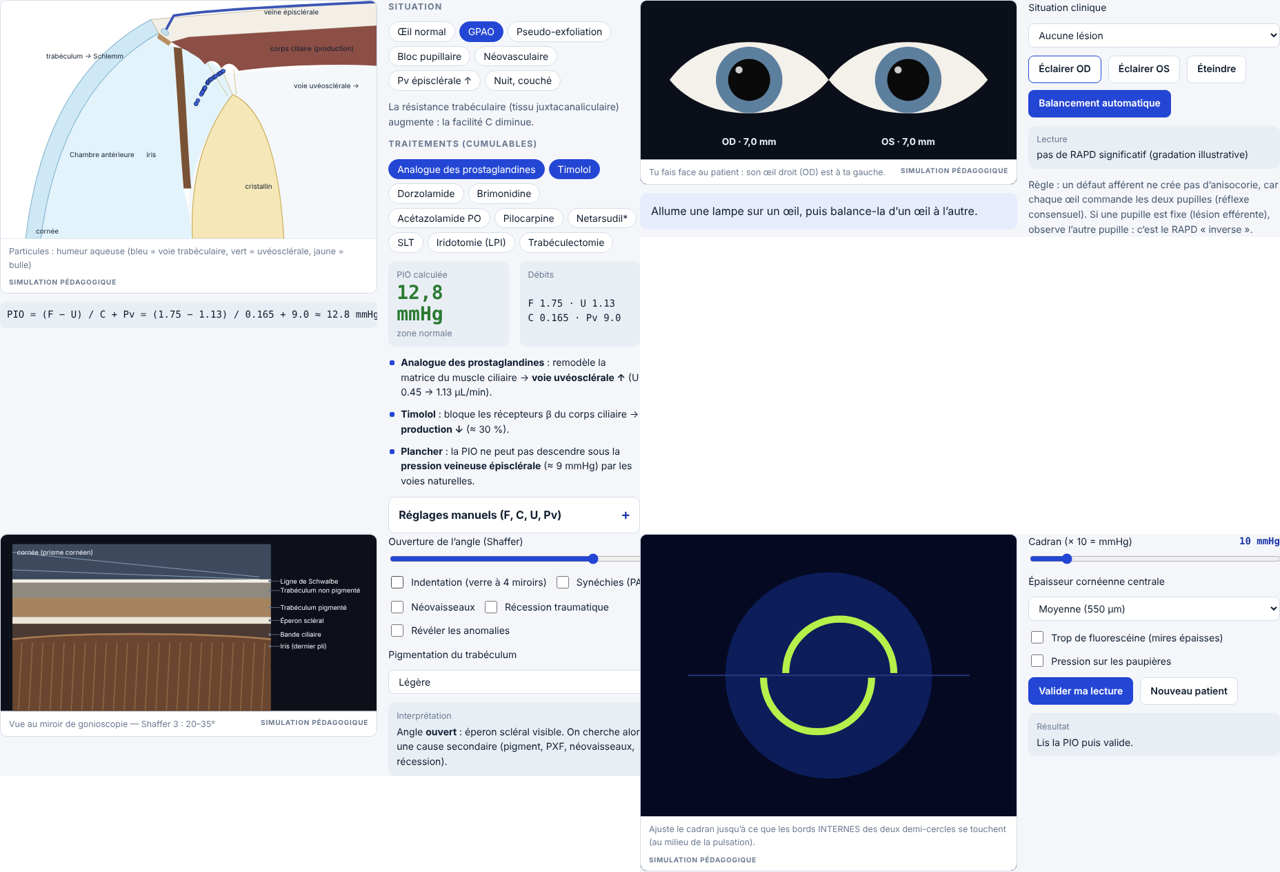 veine épisclérale
corps ciliaire (production)
trabéculum → Schlemm
voie uvéosclérale →
Chambre antérieure
iris
cristallin
cornée
Particules : humeur aqueuse (bleu = voie trabéculaire, vert = uvéosclérale, jaune =
bulle)
SIMULATION PÉDAGOGIQUE
PIO = (F − U) / C + Pv = (1.75 − 1.13) / 0.165 + 9.0 ≈ 12.8 mmHg
SITUATION
Œil normal
GPAO
Pseudo-exfoliation
Bloc pupillaire
Néovasculaire
Pv épisclérale ↑
Nuit, couché
La résistance trabéculaire (tissu juxtacanaliculaire)
augmente : la facilité C diminue.
TRAITEMENTS (CUMULABLES)
Analogue des prostaglandines
Timolol
Dorzolamide
Brimonidine
Acétazolamide PO
Pilocarpine
Netarsudil*
SLT
Iridotomie (LPI)
Trabéculectomie
PIO calculée
12,8
mmHg
zone normale
Débits
F 1.75 · U 1.13
C 0.165 · Pv 9.0
Analogue des prostaglandines : remodèle la
matrice du muscle ciliaire → voie uvéosclérale ↑ (U
0.45 → 1.13 µL/min).
Timolol : bloque les récepteurs β du corps ciliaire →
production ↓ (≈ 30 %).
Plancher : la PIO ne peut pas descendre sous la
pression veineuse épisclérale (≈ 9 mmHg) par les
voies naturelles.
Réglages manuels (F, C, U, Pv)
+
OD · 7,0 mm
OS · 7,0 mm
Tu fais face au patient : son œil droit (OD) est à ta gauche.
SIMULATION PÉDAGOGIQUE
Allume une lampe sur un œil, puis balance-la d’un œil à l’autre.
Situation clinique
Aucune lésion
Éclairer OD
Éclairer OS
Éteindre
Balancement automatique
Lecture
pas de RAPD significatif (gradation illustrative)
Règle : un défaut afférent ne crée pas d’anisocorie, car
chaque œil commande les deux pupilles (réflexe
consensuel). Si une pupille est fixe (lésion efférente),
observe l’autre pupille : c’est le RAPD « inverse ».
cornée (prisme cornéen)
Ligne de Schwalbe
Trabéculum non pigmenté
Trabéculum pigmenté
Éperon scléral
Bande ciliaire
Iris (dernier pli)
Vue au miroir de gonioscopie — Shaffer 3 : 20–35°
SIMULATION PÉDAGOGIQUE
Ouverture de l’angle (Shaffer)
Indentation (verre à 4 miroirs)
Synéchies (PA
Néovaisseaux
Récession traumatique
Révéler les anomalies
Pigmentation du trabéculum
Légère
Interprétation
Angle ouvert : éperon scléral visible. On cherche alor
une cause secondaire (pigment, PXF, néovaisseaux,
récession).
Ajuste le cadran jusqu’à ce que les bords INTERNES des deux demi-cercles se touchent
(au milieu de la pulsation).
SIMULATION PÉDAGOGIQUE
Cadran (× 10 = mmHg)
10 mmHg
Épaisseur cornéenne centrale
Moyenne (550 µm)
Trop de fluorescéine (mires épaisses)
Pression sur les paupières
Valider ma lecture
Nouveau patient
Résultat
Lis la PIO puis valide.